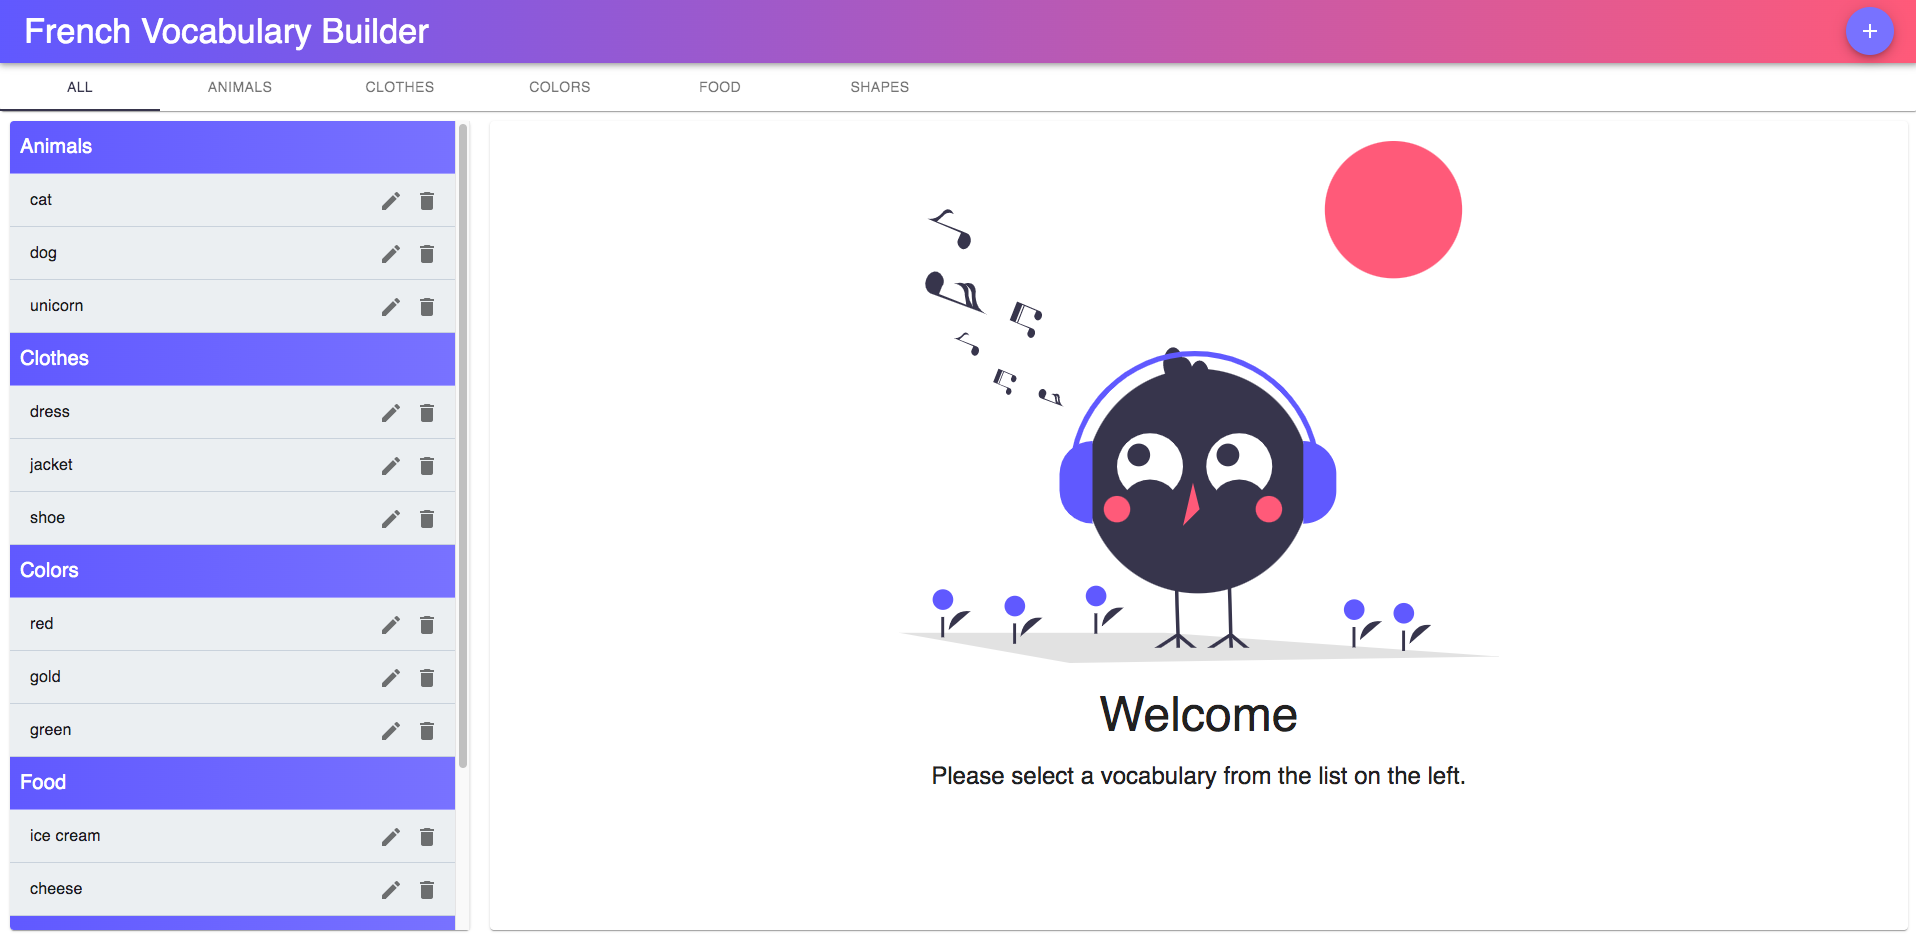 French Vocabulary Builder
+
ALL ANIMALS CLOTHES COLORS FOOD SHAPES
Animals
cat
dog
unicorn
Clothes
dress
jacket
shoe
Colors
red
gold
green
Food
ice cream
cheese
Welcome
Please select a vocabulary from the list on the left.